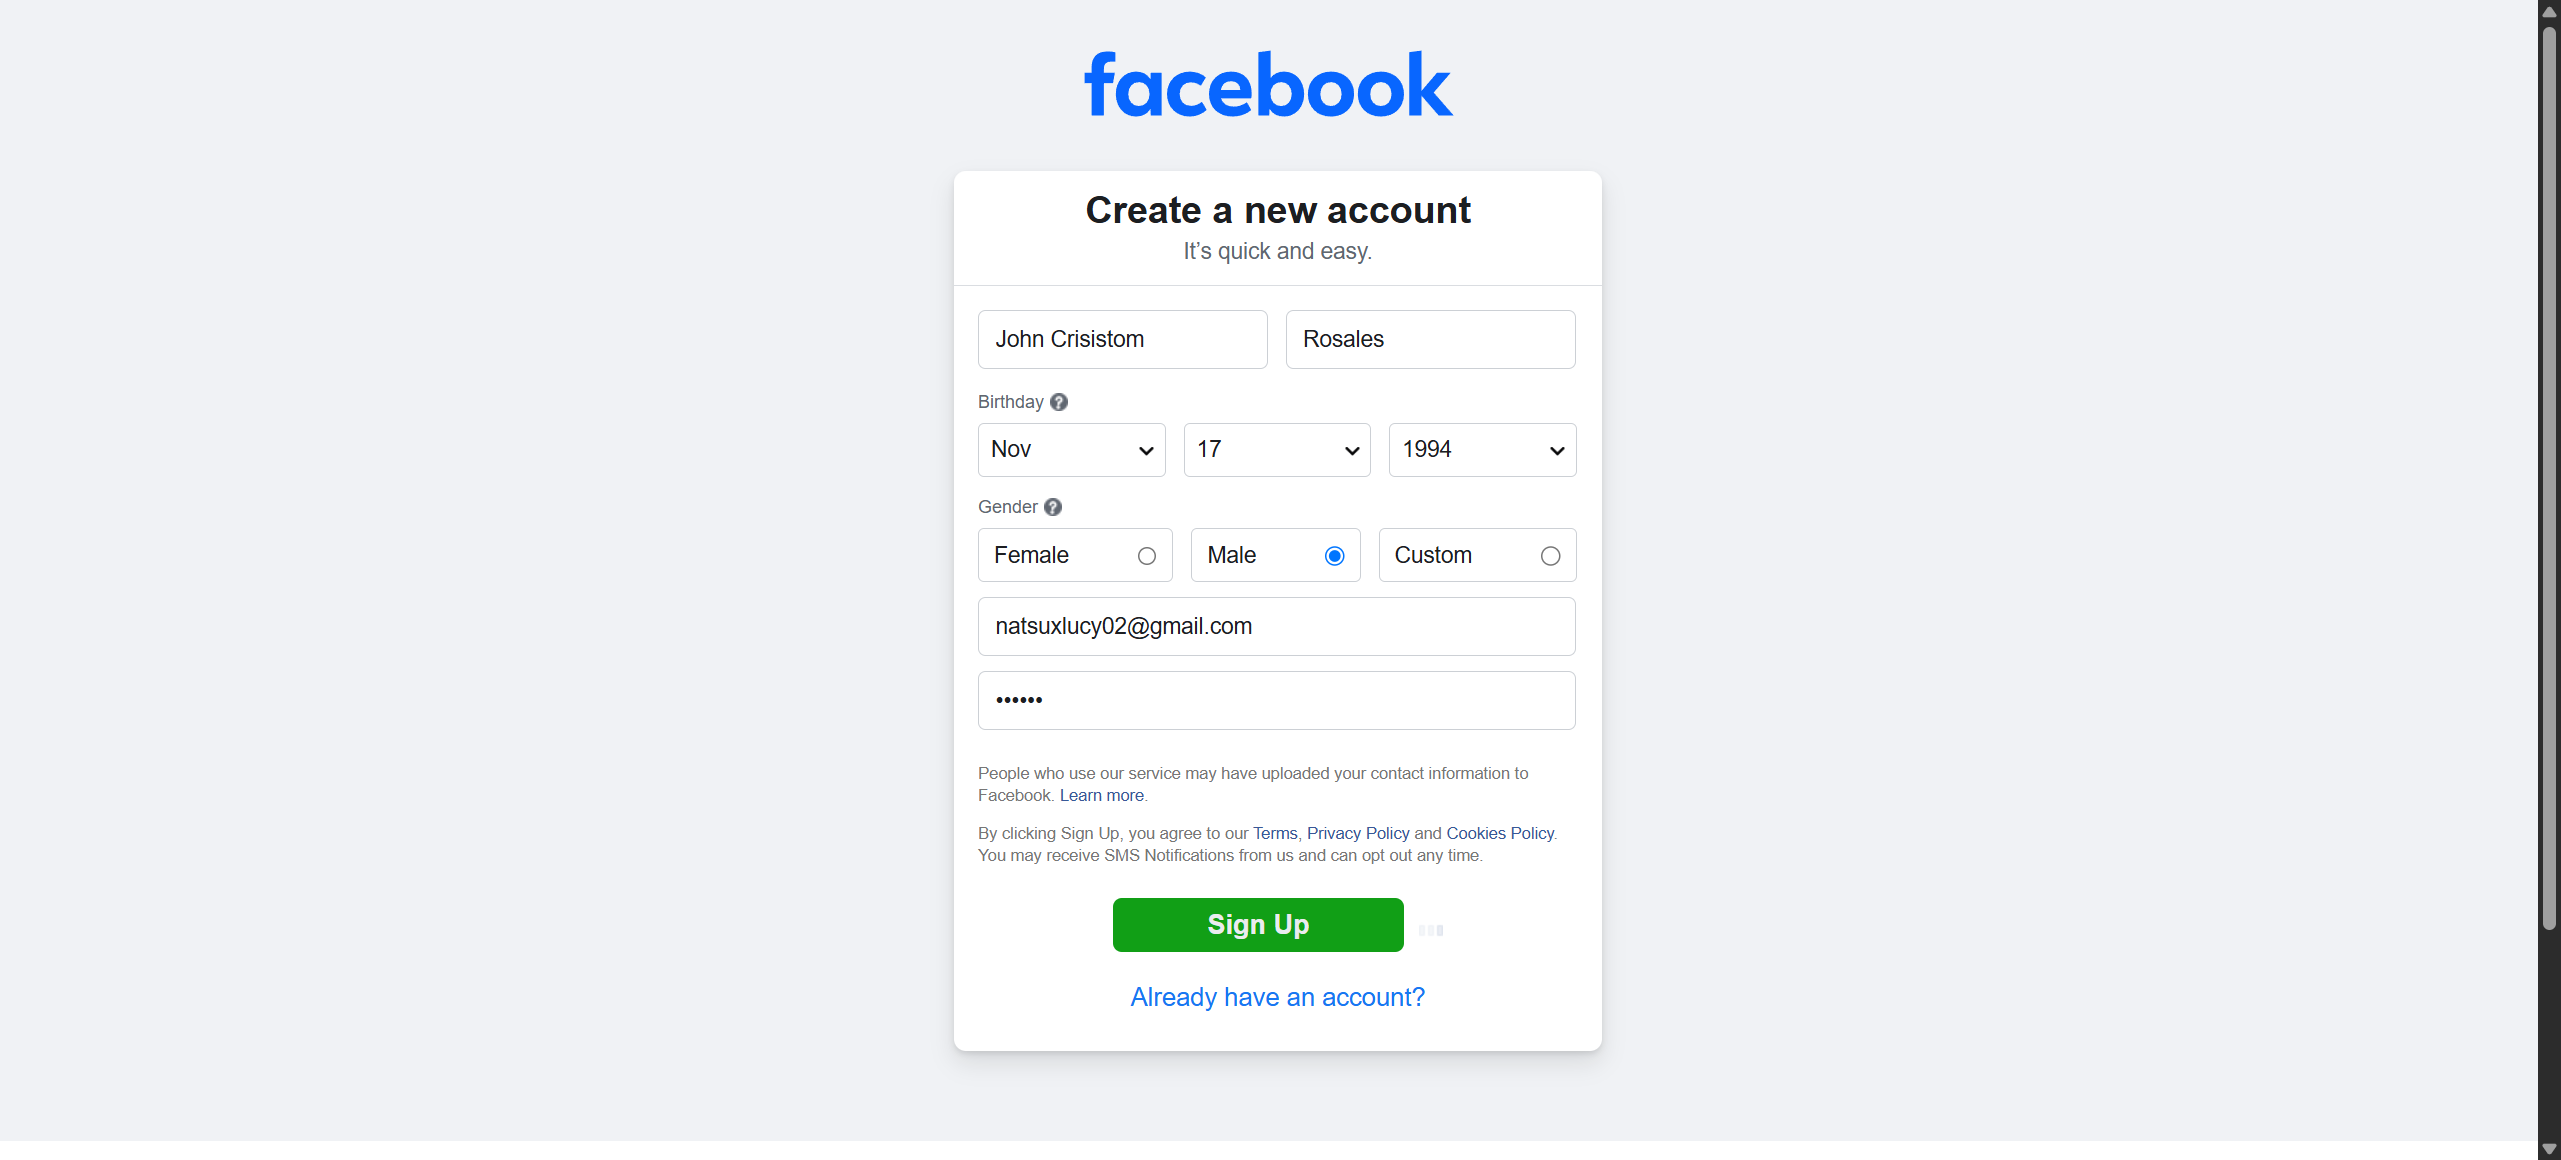 facebook
Create a new account
It's quick and easy.
John Crisistom Rosales
Birthday ?
Nov 17 1994
Gender ?
Female Male Custom
natsuxlucy02@gmail.com
••••••
People who use our service may have uploaded your contact information to
Facebook. Learn more.
By clicking Sign Up, you agree to our Terms, Privacy Policy and Cookies Policy.
You may receive SMS Notifications from us and can opt out any time.
Sign Up
Already have an account?